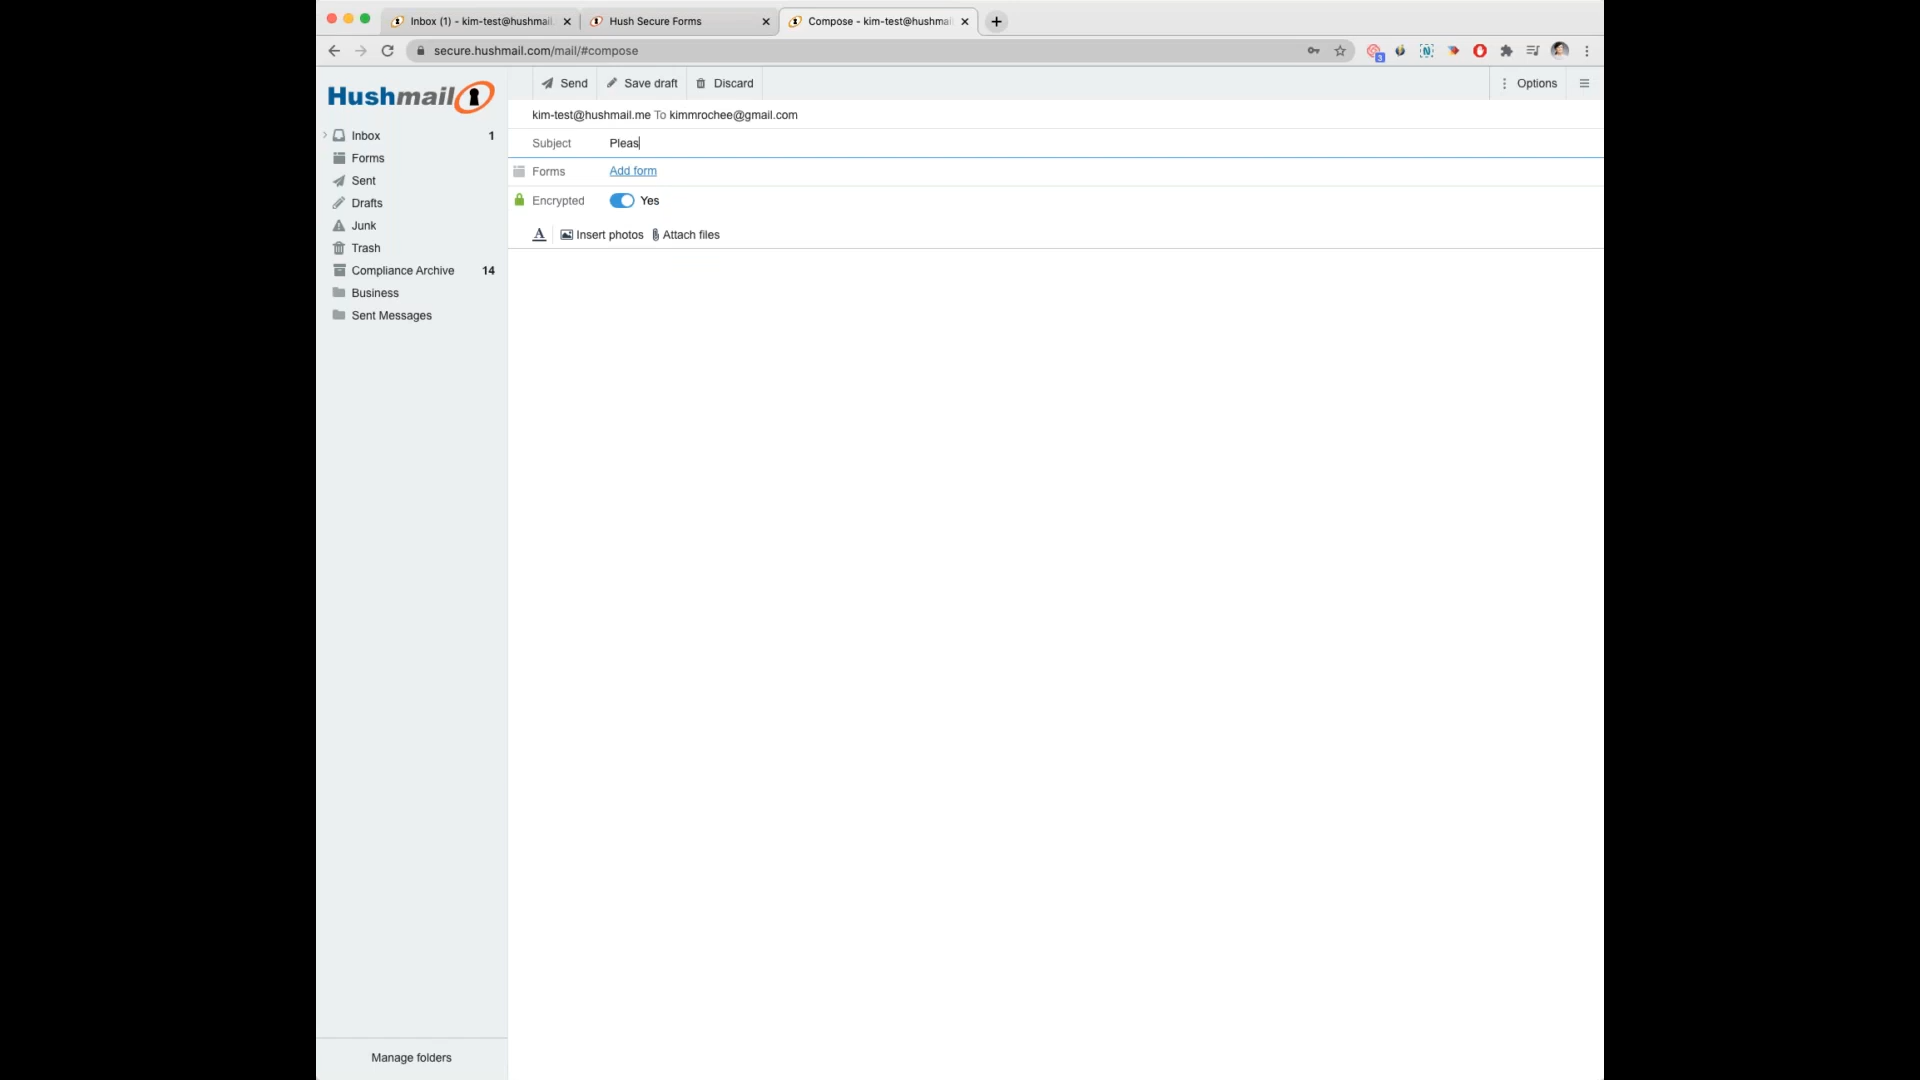 Inbox (1) - kim-test@hushmail.
Hush Secure Forms
Compose - kim-test@hushmai
secure.hushmail.com/mail/#compose
3
Hushmail
Send
Save draft
Discard
Options
kim-test@hushmail.me To kimmrochee@gmail.com
Subject Pleas
Forms Add form
Encrypted Yes
A Insert photos Attach files
Inbox 1
Forms
Sent
Drafts
Junk
Trash
Compliance Archive 14
Business
Sent Messages
Manage folders